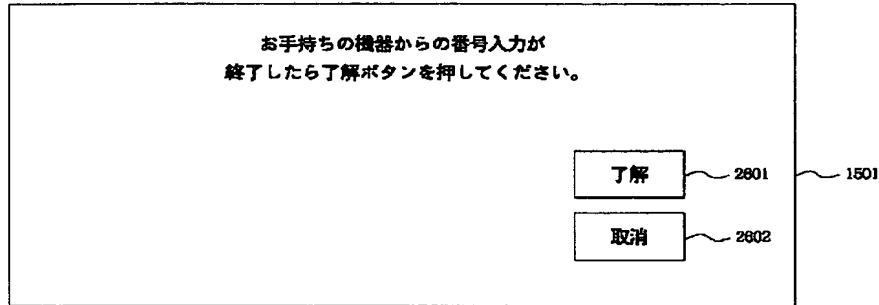 お手持ちの機器からの番号入力が
終了したら了解ボタンを押してください。
了解
2601
1501
取消
2602